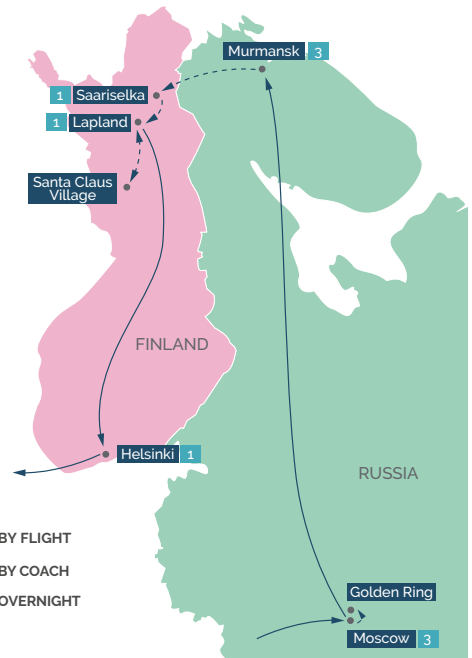 Murmansk 3
1 Saariselka
1 Lapland
Santa Claus
Village
FINLAND
Helsinki 1
RUSSIA
BY FLIGHT
BY COACH
OVERNIGHT
Golden Ring
Moscow 3